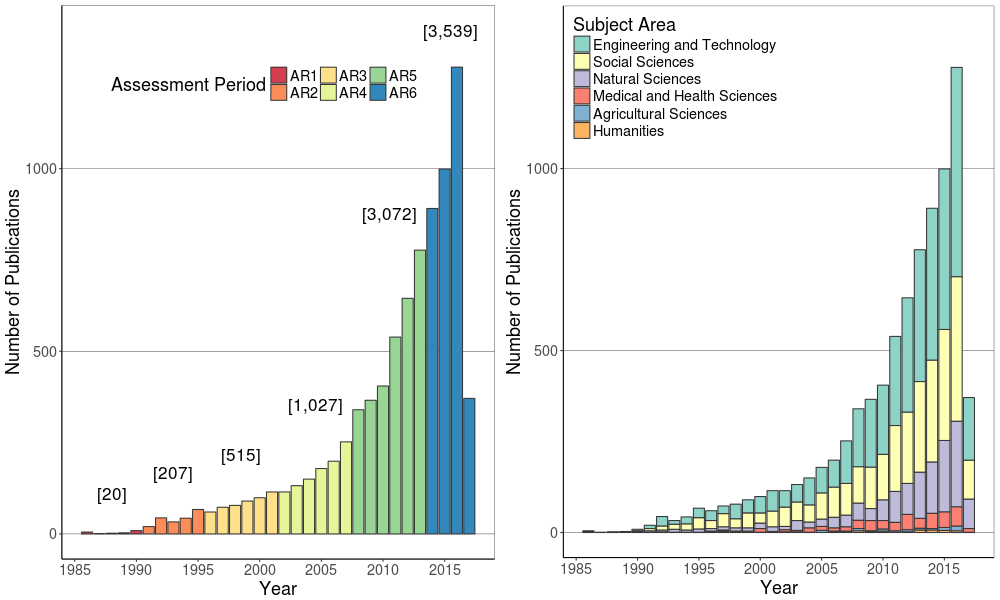 [3,539]
Assessment Period
AR1 AR3 AR5
AR2 AR4 AR6
[3,072]
[1,027]
[515]
[207]
[20]
1000
500
0
1985 1990 1995 2000 2005 2010 2015
Year
Number of Publications
Subject Area
Engineering and Technology
Social Sciences
Natural Sciences
Medical and Health Sciences
Agricultural Sciences
Humanities
1000
500
0
1985 1990 1995 2000 2005 2010 2015
Year
Number of Publications